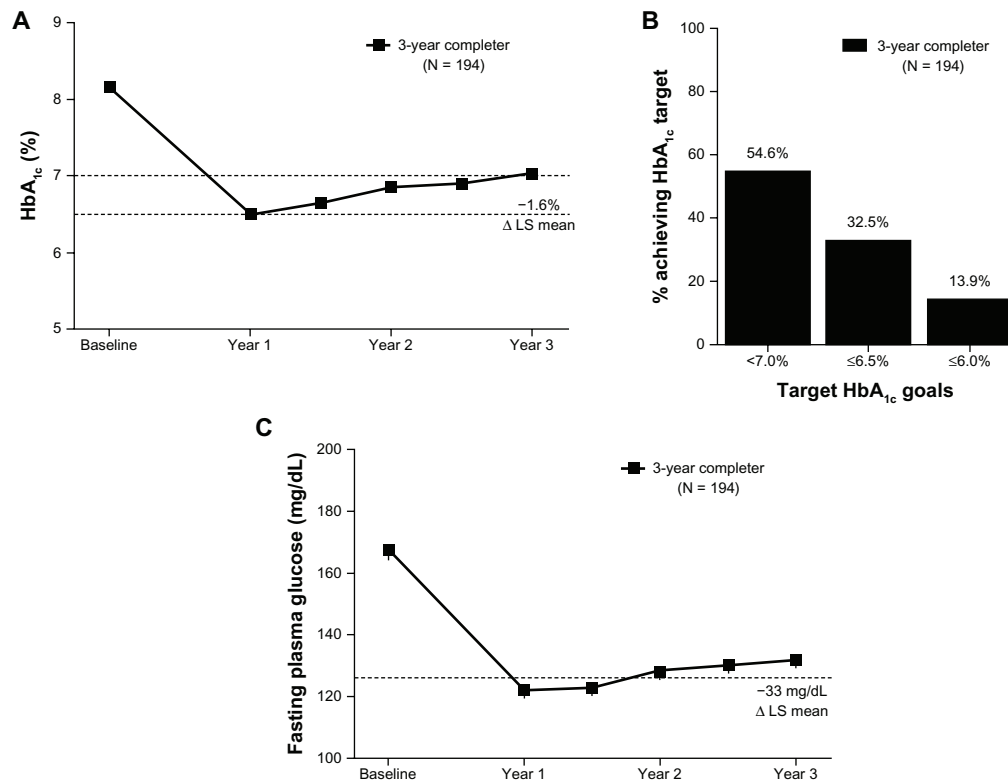 A
HbA1c (%)
9
8
7
6
5
3-year completer
(N = 194)
−1.6%
Δ LS mean
Baseline
Year 1
Year 2
Year 3
B
% achieving HbA1c target
100
80
60
40
20
0
3-year completer
(N = 194)
54.6%
32.5%
13.9%
<7.0%
≤6.5%
≤6.0%
Target HbA1c goals
C
Fasting plasma glucose (mg/dL)
200
180
160
140
120
100
3-year completer
(N = 194)
−33 mg/dL
Δ LS mean
Baseline
Year 1
Year 2
Year 3